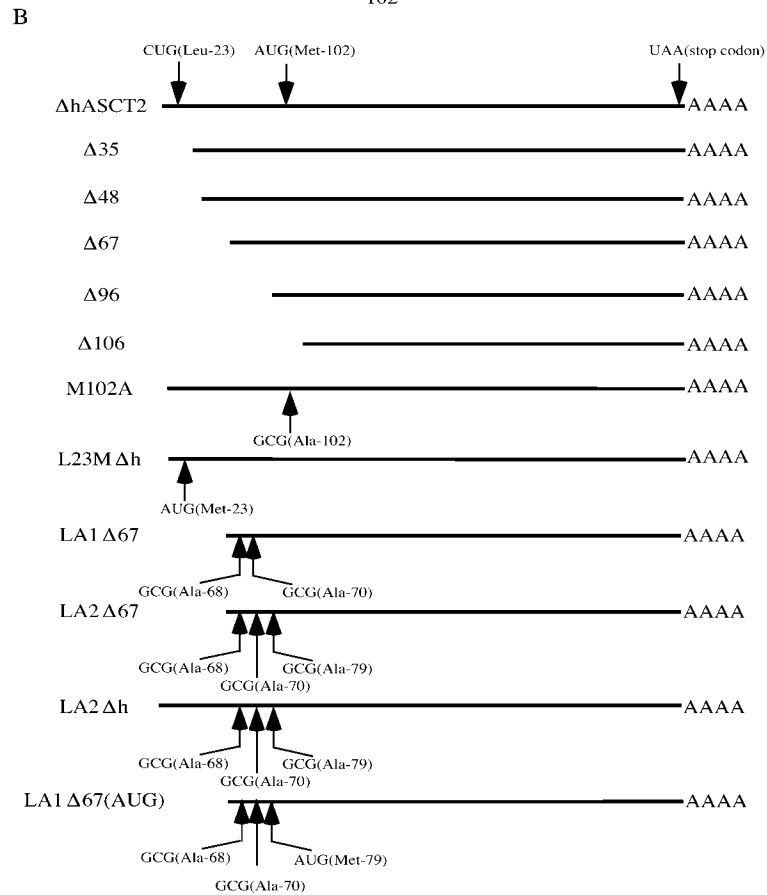 102
B
CUG(Leu-23) AUG(Met-102) UAA(stop codon)
ΔhASCT2 AAAA
Δ35 AAAA
Δ48 AAAA
Δ67 AAAA
Δ96 AAAA
Δ106 AAAA
M102A AAAA
GCG(Ala-102)
L23M Δh AAAA
AUG(Met-23)
LA1 Δ67 AAAA
GCG(Ala-68) GCG(Ala-70)
LA2 Δ67 AAAA
GCG(Ala-68) GCG(Ala-79)
GCG(Ala-70)
LA2 Δh AAAA
GCG(Ala-68) GCG(Ala-79)
GCG(Ala-70)
LA1 Δ67(AUG) AAAA
GCG(Ala-68) AUG(Met-79)
GCG(Ala-70)